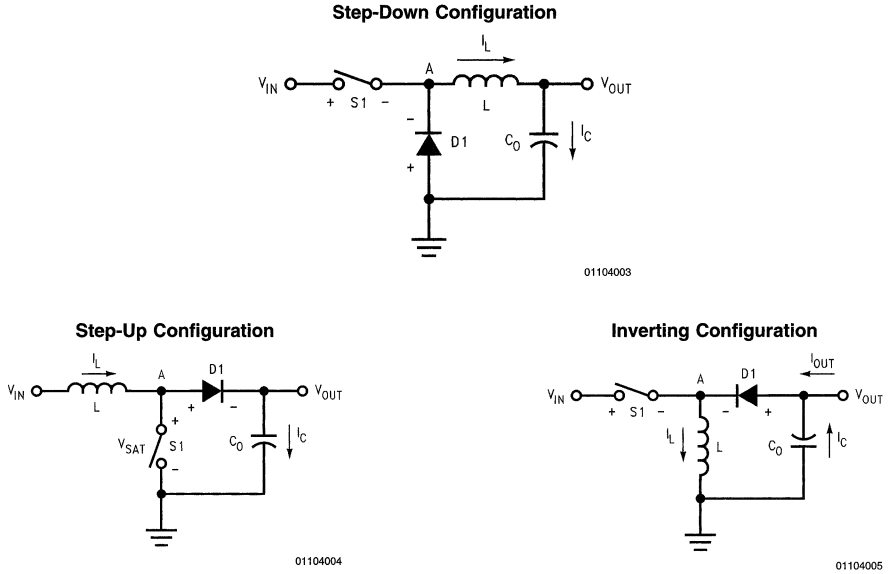 Step-Down Configuration
I_L
A
V_IN
V_OUT
+ S1 -
L
-
D1
+
C_O
I_C
01104003
Step-Up Configuration
I_L
A
D1
V_IN
V_OUT
L
+ -
+
V_SAT S1
-
C_O
I_C
01104004
Inverting Configuration
I_OUT
A
D1
V_IN
V_OUT
+ S1 -
- +
I_L
L
C_O
I_C
01104005